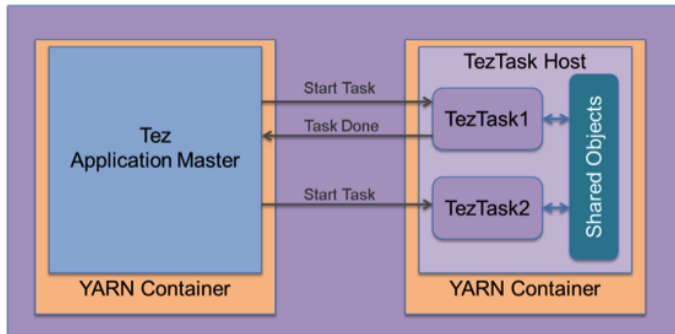 Tez
Application Master
YARN Container
Start Task
Task Done
Start Task
TezTask Host
TezTask1
TezTask2
Shared Objects
YARN Container